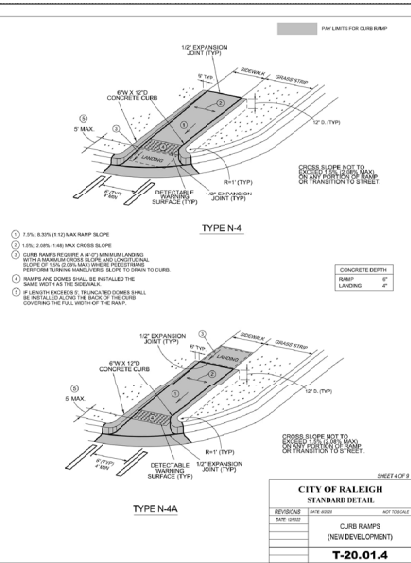 PAY LIMITS FOR CURB RAMP
1/2" EXPANSION
JOINT (TYP)
6" TYP
SIDEWALK
GRASS STRIP
6"W X 12"D
CONCRETE CURB
5' MAX.
LANDING
12" D. (TYP)
R=1' (TYP)
DETECTABLE
WARNING
SURFACE (TYP)
EXPANSION
JOINT (TYP)
CROSS SLOPE NOT TO
EXCEED 1.5% (2.08% MAX)
ON ANY PORTION OF RAMP
OR TRANSITION TO STREET
TYPE N-4
1 7.5%: 8.33% (1:12) MAX RAMP SLOPE
2 1.5%: 2.08% 1:48) MAX CROSS SLOPE
3 CURB RAMPS REQUIRE A (4'-0") MINIMUM LANDING
WITH A MAXIMUM CROSS SLOPE AND LONGITUDINAL
SLOPE OF 1.5% (2.08% MAX) WHERE PEDESTRIANS
PERFORM TURNING MANEUVERS SLOPE TO DRAIN TO CURB.
4 RAMPS AND DOMES SHALL BE INSTALLED THE
SAME WIDTH AS THE SIDEWALK.
IF LENGTH EXCEEDS 5', TRUNCATED DOMES SHALL
BE INSTALLED ALONG THE BACK OF THE CURB
COVERING THE FULL WIDTH OF THE RAMP.
CONCRETE DEPTH
RAMP 6"
LANDING 4"
1/2" EXPANSION
JOINT (TYP)
6" TYP
SIDEWALK
GRASS STRIP
LANDING
6"W X 12"D
CONCRETE CURB
5 MAX.
12" D. (TYP)
R=1' (TYP)
6" (TYP)
4" MIN
DETECTABLE
WARNING
SURFACE (TYP)
1/2" EXPANSION
JOINT (TYP)
CROSS SLOPE NOT TO
EXCEED 1.5% (2.08% MAX)
ON ANY PORTION OF RAMP
OR TRANSITION TO STREET.
TYPE N-4A
SHEET 4 OF 9
CITY OF RALEIGH
STANDARD DETAIL
REVISIONS
NOT TO SCALE
CURB RAMPS
(NEW DEVELOPMENT)
T-20.01.4